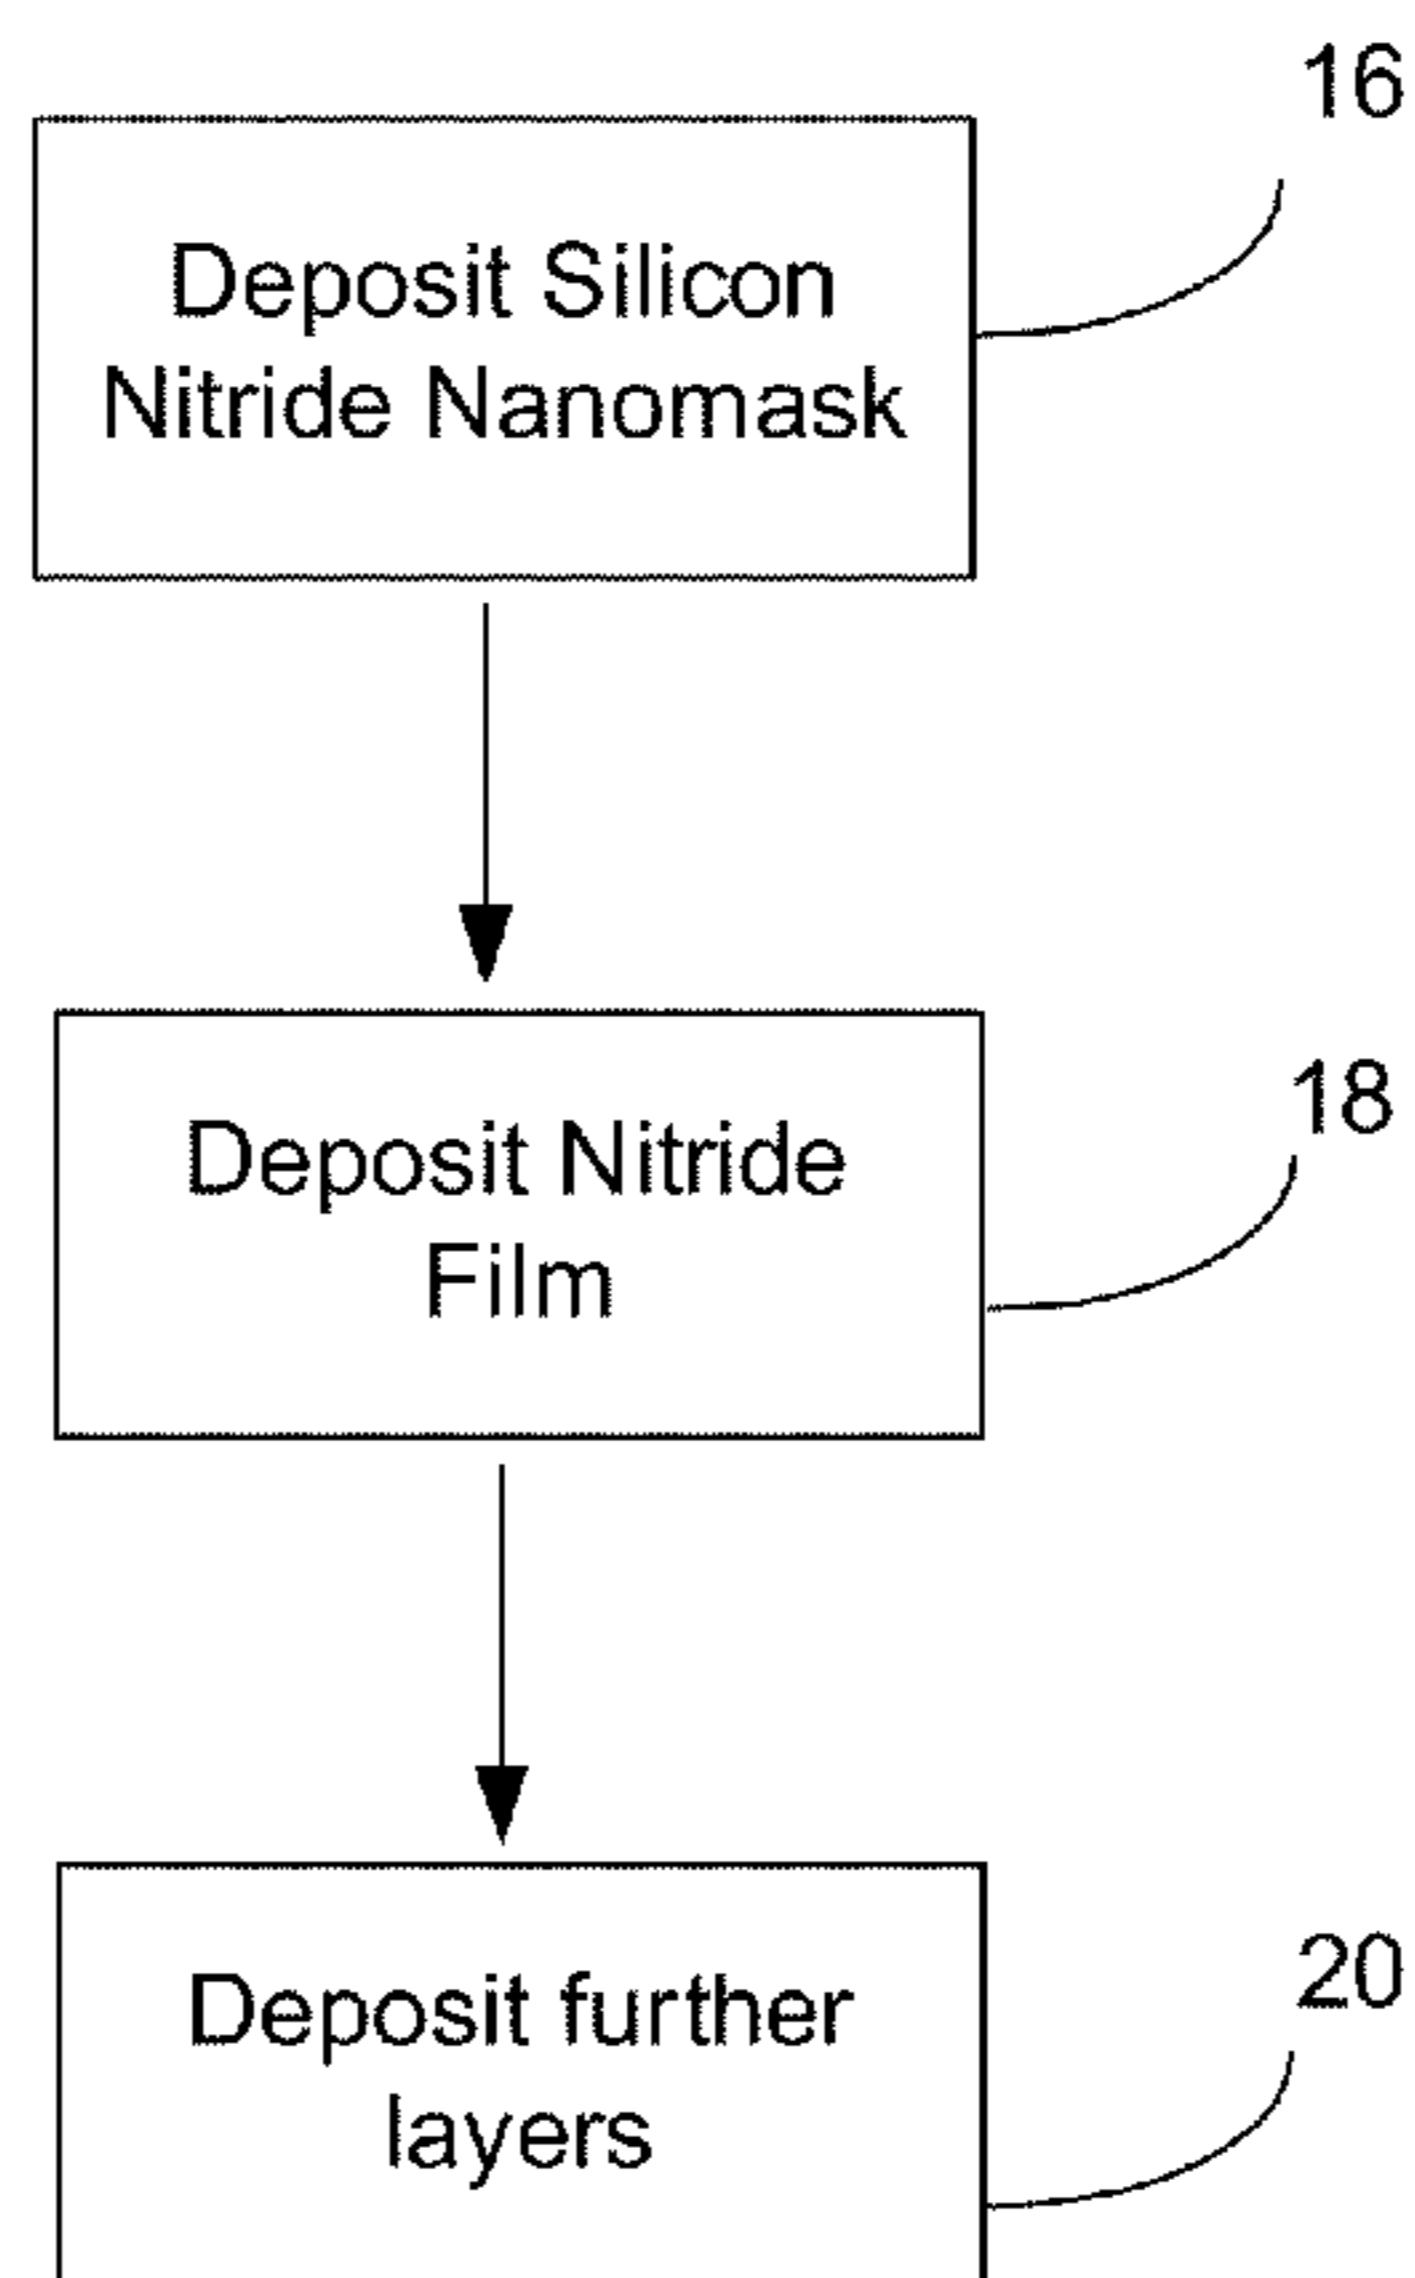 16
Deposit Silicon
Nitride Nanomask
18
Deposit Nitride
Film
20
Deposit further
layers